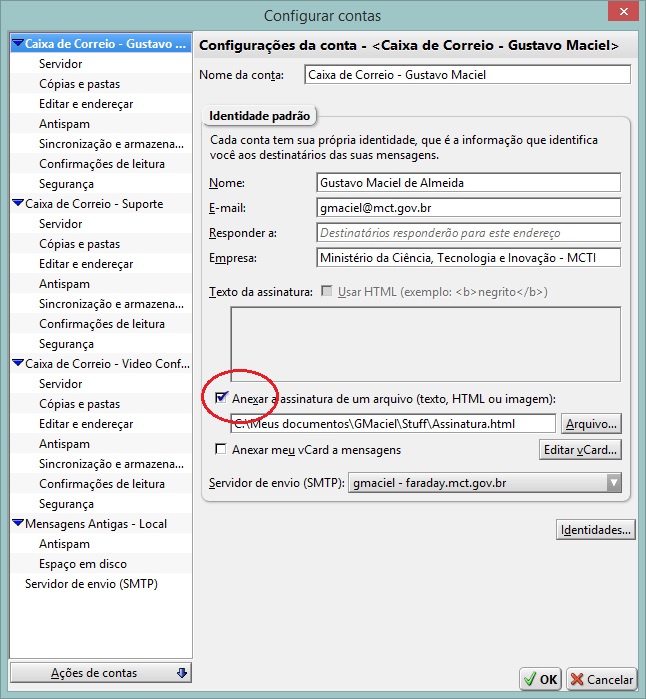 Configurar contas
Caixa de Correio - Gustavo ...
Servidor
Cópias e pastas
Editar e endereçar
Antispam
Sincronização e armazena...
Confirmações de leitura
Segurança
Caixa de Correio - Suporte
Servidor
Cópias e pastas
Editar e endereçar
Antispam
Sincronização e armazena...
Confirmações de leitura
Segurança
Caixa de Correio - Video Conf...
Servidor
Cópias e pastas
Editar e endereçar
Antispam
Sincronização e armazena...
Confirmações de leitura
Segurança
Mensagens Antigas - Local
Antispam
Espaço em disco
Servidor de envio (SMTP)
Ações de contas
Configurações da conta - <Caixa de Correio - Gustavo Maciel>
Nome da conta: Caixa de Correio - Gustavo Maciel
Identidade padrão
Cada conta tem sua própria identidade, que é a informação que identifica
você aos destinatários das suas mensagens.
Nome: Gustavo Maciel de Almeida
E-mail: gmaciel@mct.gov.br
Responder a: Destinatários responderão para este endereço
Empresa: Ministério da Ciência, Tecnologia e Inovação - MCTI
Texto da assinatura: Usar HTML (exemplo: <b>negrito</b>)
Anexar a assinatura de um arquivo (texto, HTML ou imagem):
C:\Meus documentos\GMaciel\Stuff\Assinatura.html Arquivo...
Anexar meu vCard a mensagens Editar vCard...
Servidor de envio (SMTP): gmaciel - faraday.mct.gov.br
Identidades...
OK Cancelar